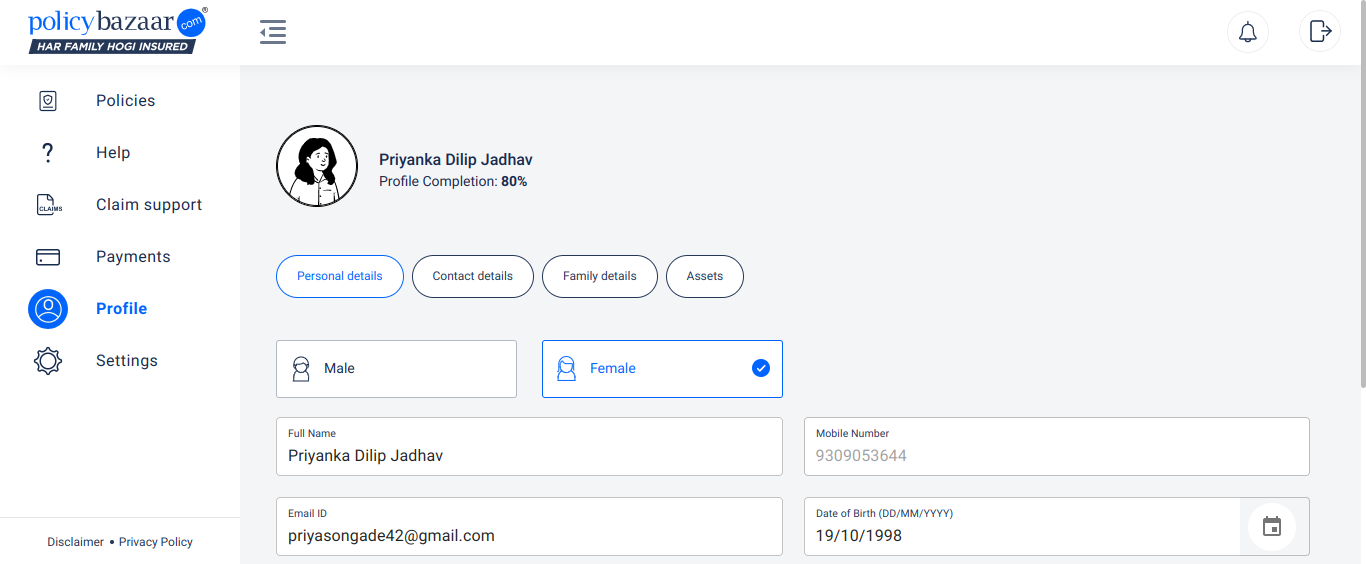 policybazaar.com®
HAR FAMILY HOGI INSURED
Policies
Help
CLAIMS
Claim support
Payments
Profile
Settings
Disclaimer • Privacy Policy
Priyanka Dilip Jadhav
Profile Completion: 80%
Personal details
Contact details
Family details
Assets
Male
Female
Full Name
Priyanka Dilip Jadhav
Mobile Number
9309053644
Email ID
priyasongade42@gmail.com
Date of Birth (DD/MM/YYYY)
19/10/1998